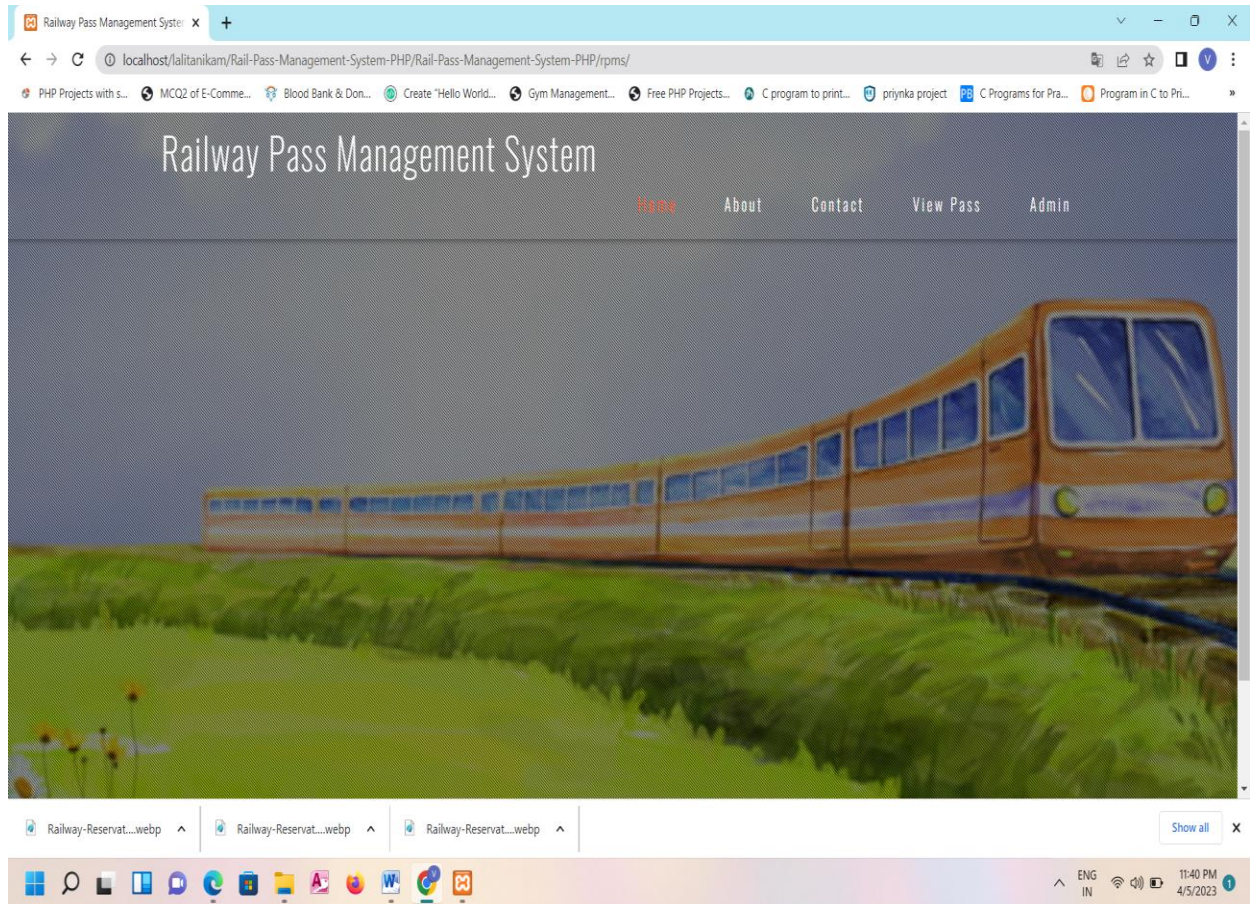 Railway Pass Management Syster
localhost/lalitanikam/Rail-Pass-Management-System-PHP/Rail-Pass-Management-System-PHP/rpms/
V
PHP Projects with s... MCQ2 of E-Comme... Blood Bank & Don... Create "Hello World... Gym Management... Free PHP Projects... C program to print... priynka project PB C Programs for Pra... Program in C to Pri... »
Railway Pass Management System
Home About Contact View Pass Admin
Railway-Reservat....webp Railway-Reservat....webp Railway-Reservat....webp Show all
ENG 11:40 PM
IN 4/5/2023 1